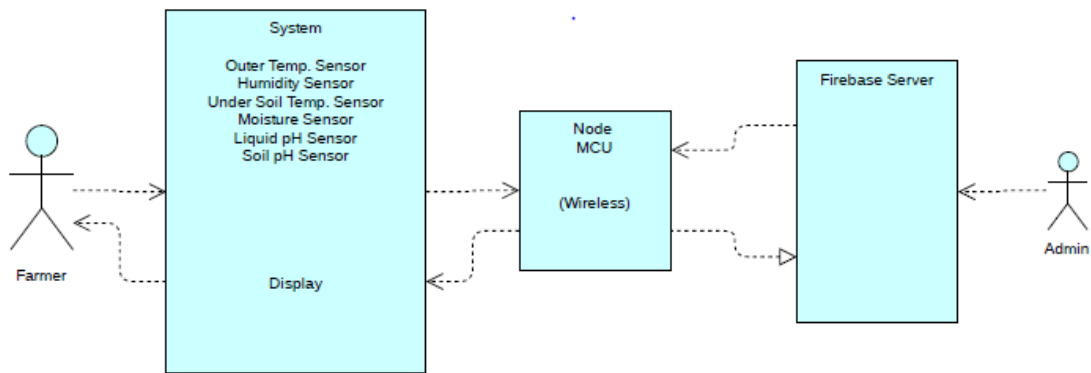 System
Outer Temp. Sensor
Humidity Sensor
Under Soil Temp. Sensor
Moisture Sensor
Liquid pH Sensor
Soil pH Sensor
Display
Farmer
Node
MCU
(Wireless)
Firebase Server
Admin